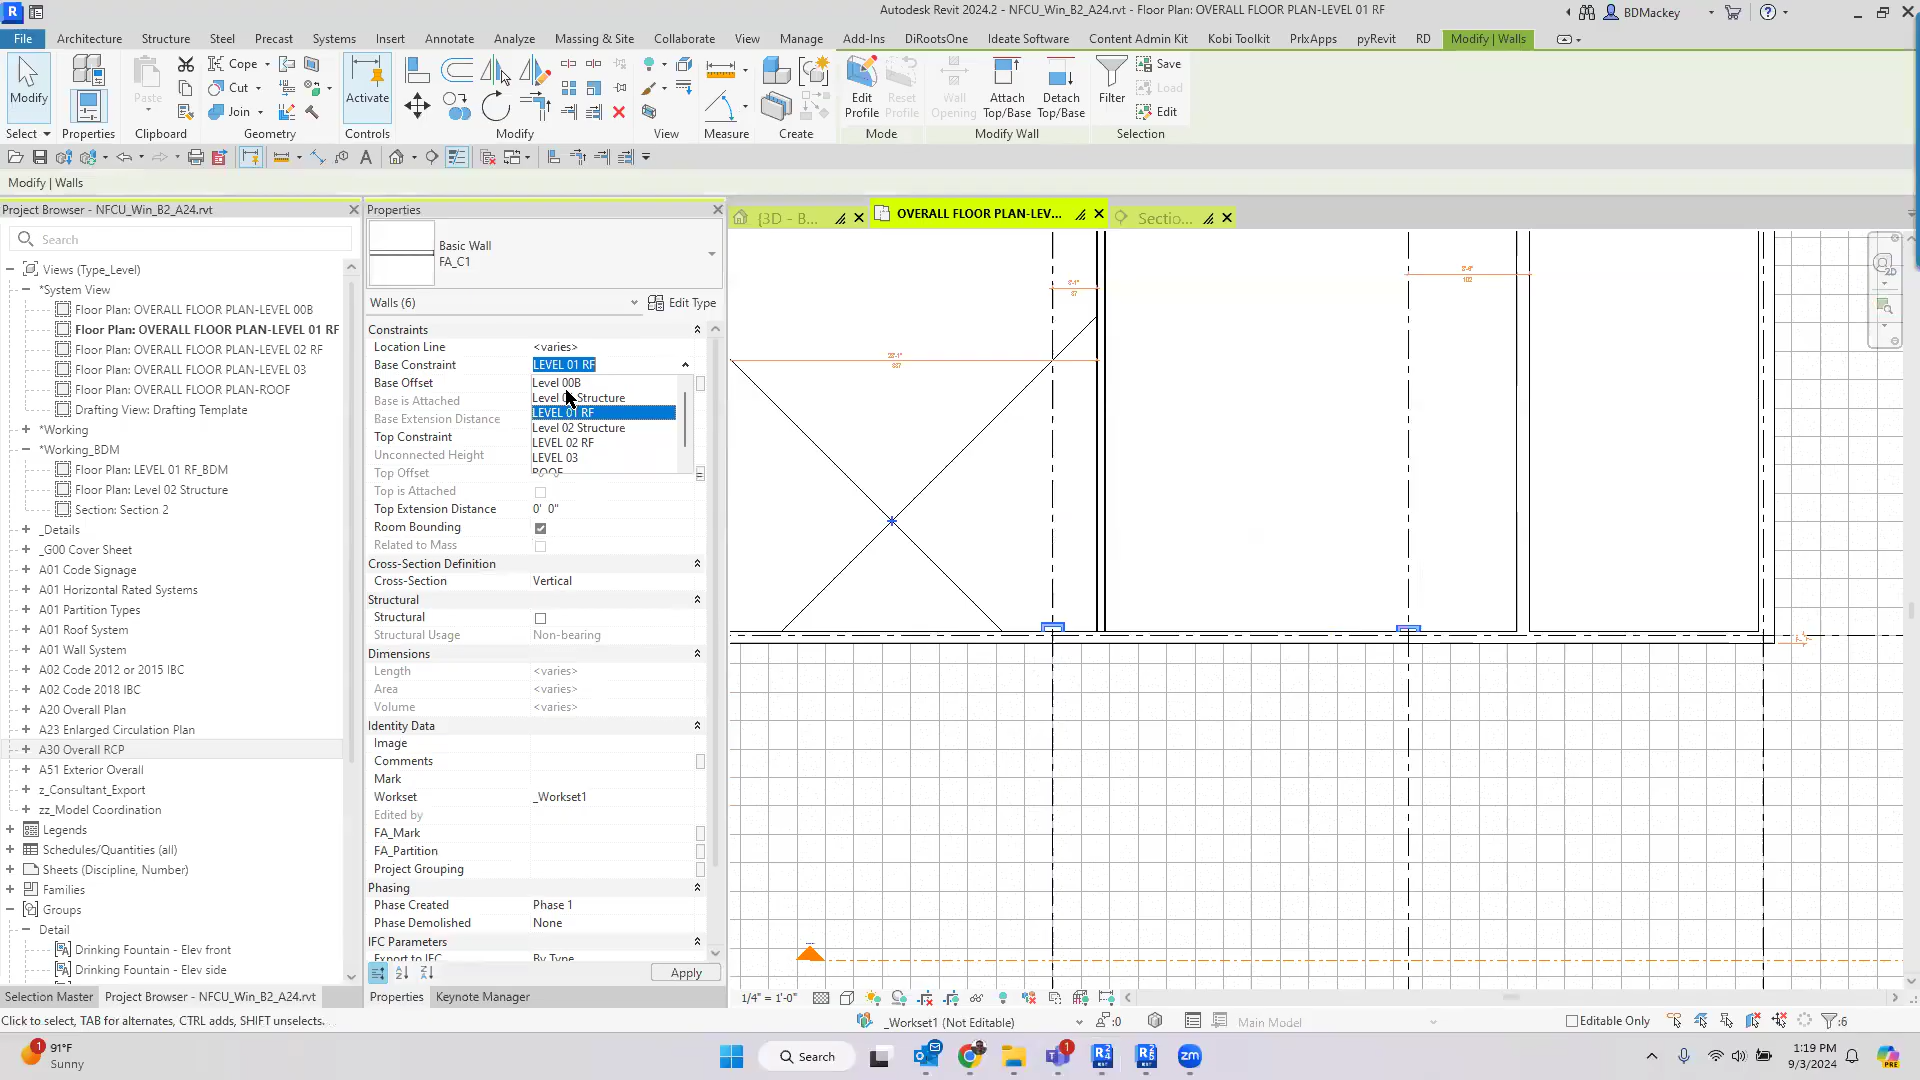 Autodesk Revit 2024.2 - NFCU_Win_B2_A24.rvt - Floor Plan: OVERALL FLOOR PLAN-LEVEL 01 RF
BDMackey
File Architecture Structure Steel Precast Systems Insert Annotate Analyze Massing & Site Collaborate View Manage Add-Ins DiRootsOne Ideate Software Content Admin Kit Kobi Toolkit PrlxApps pyRevit RD Modify | Walls
Modify
Paste
Cope
Cut
Join
Activate
Edit Profile
Reset Profile
Wall Opening
Attach Top/Base
Detach Top/Base
Filter
Save
Load
Edit
Select Properties Clipboard Geometry Controls Modify View Measure Create Mode Modify Wall Selection
Modify | Walls
Project Browser - NFCU_Win_B2_A24.rvt
Search
Views (Type_Level)
*System View
Floor Plan: OVERALL FLOOR PLAN-LEVEL 00B
Floor Plan: OVERALL FLOOR PLAN-LEVEL 01 RF
Floor Plan: OVERALL FLOOR PLAN-LEVEL 02 RF
Floor Plan: OVERALL FLOOR PLAN-LEVEL 03
Floor Plan: OVERALL FLOOR PLAN-ROOF
Drafting View: Drafting Template
*Working
*Working_BDM
Floor Plan: LEVEL 01 RF_BDM
Floor Plan: Level 02 Structure
Section: Section 2
_Details
_G00 Cover Sheet
A01 Code Signage
A01 Horizontal Rated Systems
A01 Partition Types
A01 Roof System
A01 Wall System
A02 Code 2012 or 2015 IBC
A02 Code 2018 IBC
A20 Overall Plan
A23 Enlarged Circulation Plan
A30 Overall RCP
A51 Exterior Overall
z_Consultant_Export
zz_Model Coordination
Legends
Schedules/Quantities (all)
Sheets (Discipline, Number)
Families
Groups
Detail
Drinking Fountain - Elev front
Drinking Fountain - Elev side
Selection Master Project Browser - NFCU_Win_B2_A24.rvt
Properties
Basic Wall
FA_C1
Walls (6) Edit Type
Constraints
Location Line <varies>
Base Constraint LEVEL 01 RF
Base Offset
Base is Attached
Base Extension Distance
Top Constraint
Unconnected Height
Top Offset
Level 00B
Structure
LEVEL 01 RF
Level 02 Structure
LEVEL 02 RF
LEVEL 03
ROOF
Top is Attached
Top Extension Distance 0' 0"
Room Bounding
Related to Mass
Cross-Section Definition
Cross-Section Vertical
Structural
Structural
Structural Usage Non-bearing
Dimensions
Length <varies>
Area <varies>
Volume <varies>
Identity Data
Image
Comments
Mark
Workset _Workset1
Edited by
FA_Mark
FA_Partition
Project Grouping
Phasing
Phase Created Phase 1
Phase Demolished None
IFC Parameters
Export to IFC By Type
Apply
Properties Keynote Manager
{3D - B... OVERALL FLOOR PLAN-LEV... Sectio...
2D
1/4" = 1'-0"
Click to select, TAB for alternates, CTRL adds, SHIFT unselects.
_Workset1 (Not Editable) :0 Main Model Editable Only :6
1
91°F
Sunny
Search
1
zm
1:19 PM
9/3/2024
PRE